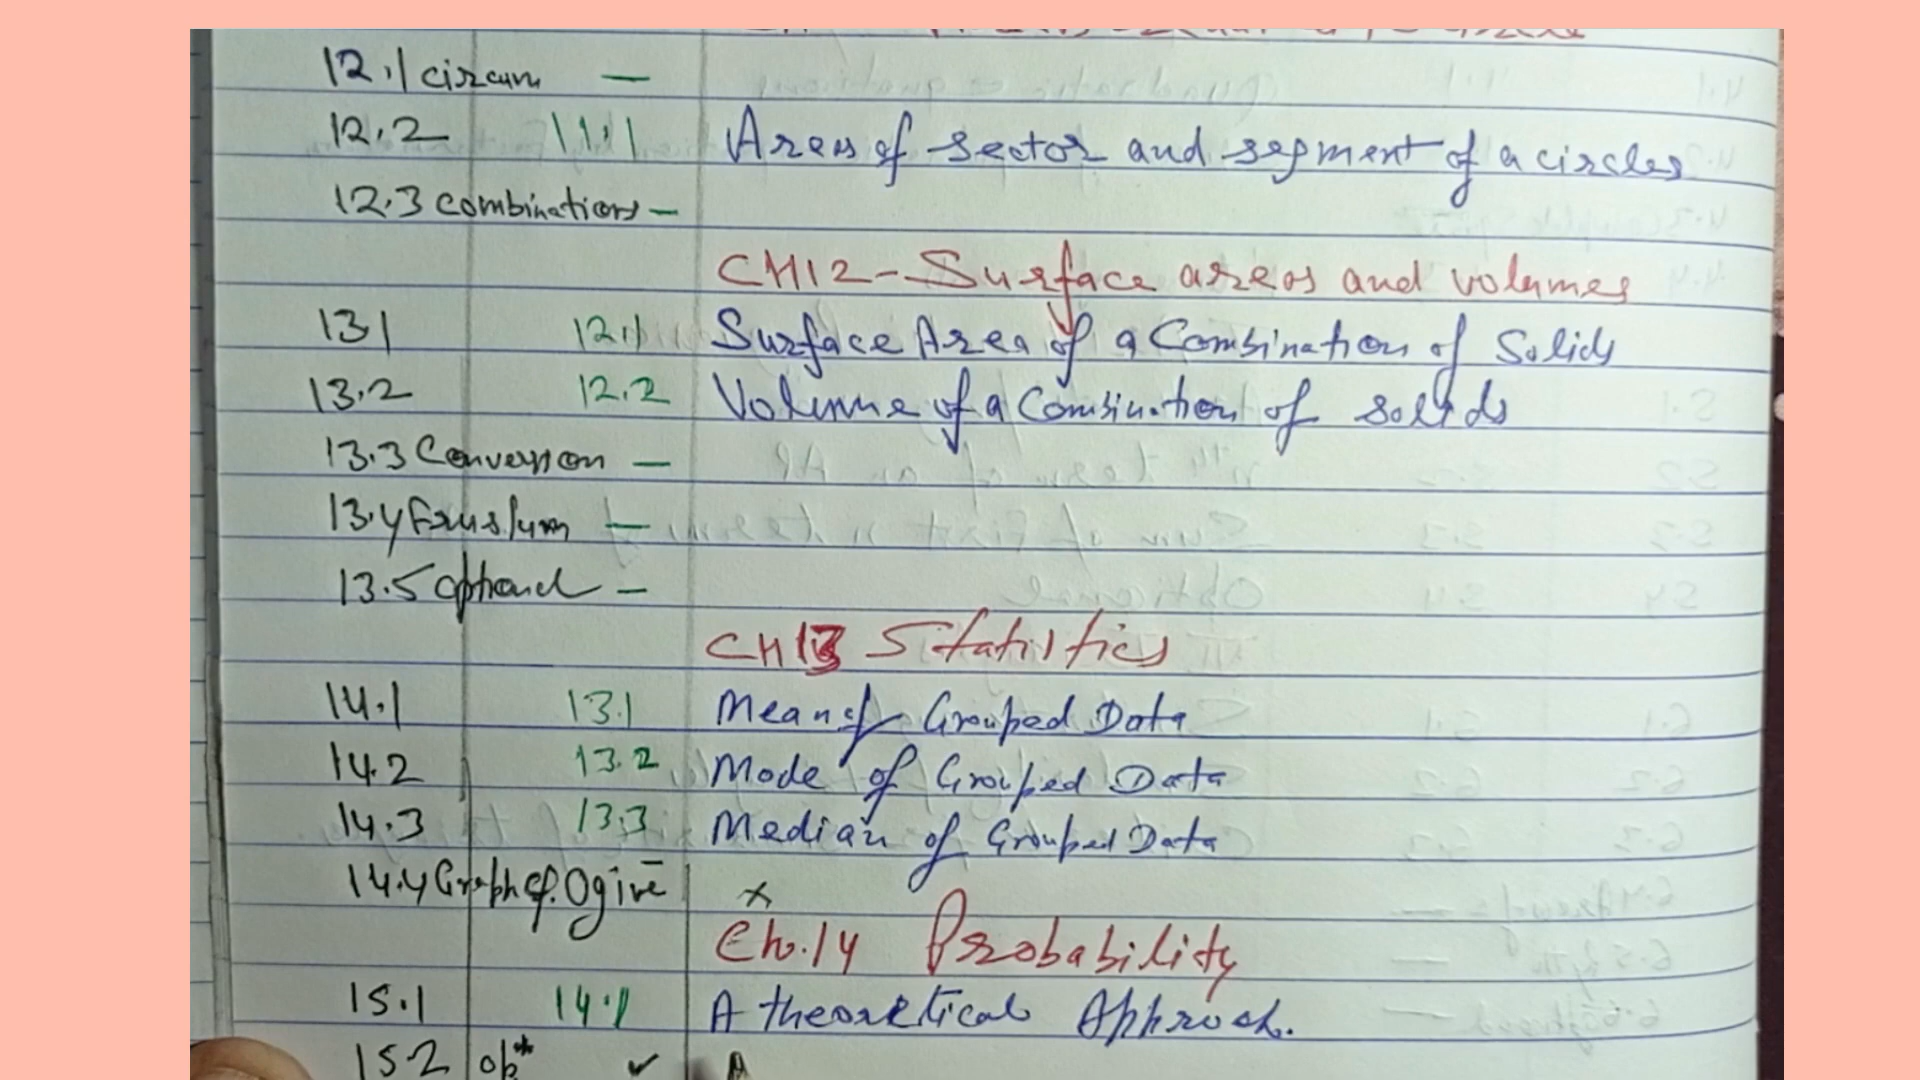 12.1 circum —
12.2 11.1 Areas of sector and segment of a circles
12.3 combinations —
CH12 - Surface areas and volumes
13.1 12.1 Surface Area of a Combination of Solids
13.2 12.2 Volume of a Combination of solids
13.3 Conversion —
13.4 Frustum —
13.5 optional —
CH13 Statistics
14.1 13.1 Mean of Grouped Data
14.2 13.2 Mode of Grouped Data
14.3 13.3 Median of Grouped Data
14.4 Graph of Ogive — x
Ch.14 Probability
15.1 14.1 A theoretical Approach.
15.2 op* ✓ A